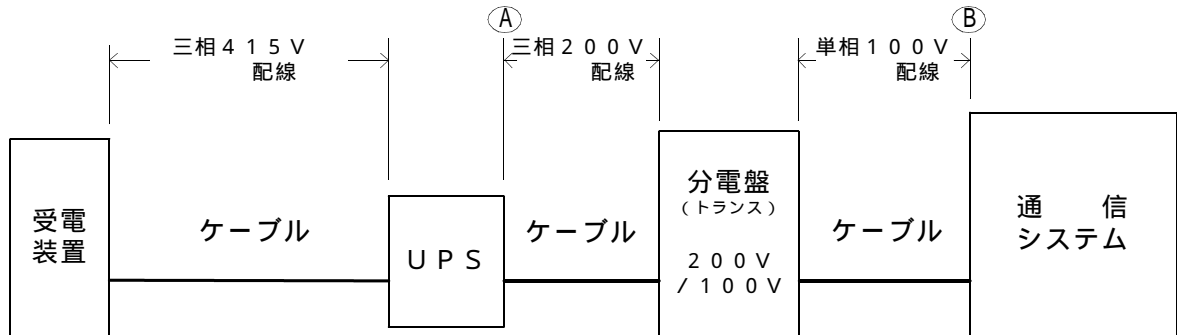 Ⓐ
Ⓑ
三相４１５Ｖ
配線
三相２００Ｖ
配線
単相１００Ｖ
配線
受電
装置
ケーブル
ＵＰＳ
ケーブル
分電盤
（トランス）
２００Ｖ
／１００Ｖ
ケーブル
通　信
システム